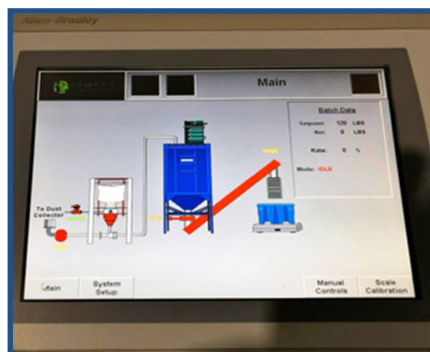 Allen-Bradley
Main
Batch Data
Setpoint: 120 LBS
Net: 0 LBS
Rate: 0 %
Mode: IDLE
To Dust
Collector
Main
System
Setup
Manual
Controls
Scale
Calibration